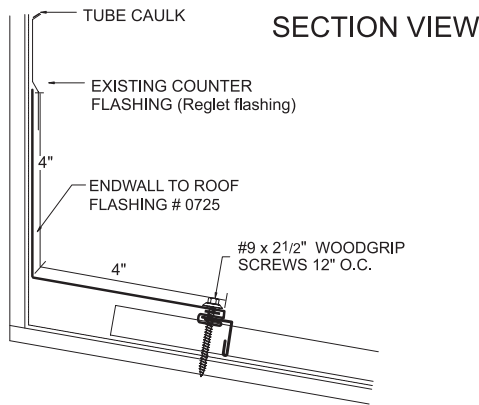 TUBE CAULK
SECTION VIEW
EXISTING COUNTER
FLASHING (Reglet flashing)
4"
ENDWALL TO ROOF
FLASHING # 0725
4"
#9 x 21/2" WOODGRIP
SCREWS 12" O.C.